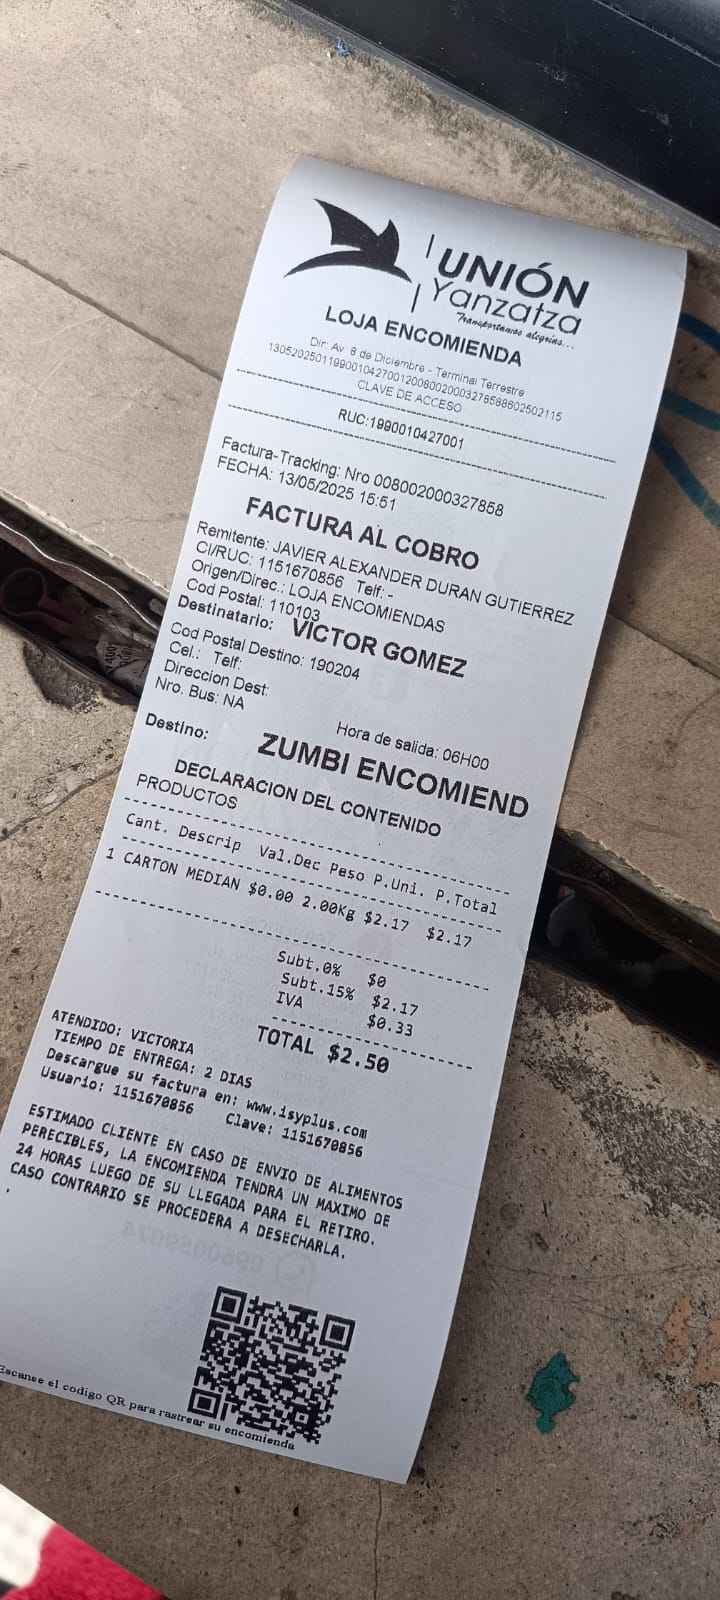 UNIÓN
Yanzatza
Transportamos alegrías...
LOJA ENCOMIENDA
Dir: Av. 8 de Diciembre - Terminal Terrestre
1305202501199001042700120080020003278588602502115
CLAVE DE ACCESO
RUC:1990010427001
Factura-Tracking: Nro 008002000327858
FECHA: 13/05/2025 15:51
FACTURA AL COBRO
Remitente: JAVIER ALEXANDER DURAN GUTIERREZ
CI/RUC: 1151670856 Telf: -
Origen/Direc.: LOJA ENCOMIENDAS
Cod Postal: 110103
Destinatario: VICTOR GOMEZ
Cod Postal Destino: 190204
Cel.: Telf:
Direccion Dest:
Nro. Bus: NA
Hora de salida: 06H00
Destino: ZUMBI ENCOMIEND
DECLARACION DEL CONTENIDO
PRODUCTOS
Cant. Descrip Val.Dec Peso P.Uni. P.Total
1 CARTON MEDIAN $0.00 2.00Kg $2.17 $2.17
Subt.0% $0
Subt.15% $2.17
IVA $0.33
TOTAL $2.50
ATENDIDO: VICTORIA
TIEMPO DE ENTREGA: 2 DIAS
Descargue su factura en: www.isyplus.com
Usuario: 1151670856 Clave: 1151670856
ESTIMADO CLIENTE EN CASO DE ENVIO DE ALIMENTOS
PERECIBLES, LA ENCOMIENDA TENDRA UN MAXIMO DE
24 HORAS LUEGO DE SU LLEGADA PARA EL RETIRO.
CASO CONTRARIO SE PROCEDERA A DESECHARLA.
.
Escanee el codigo QR para rastrear su encomienda